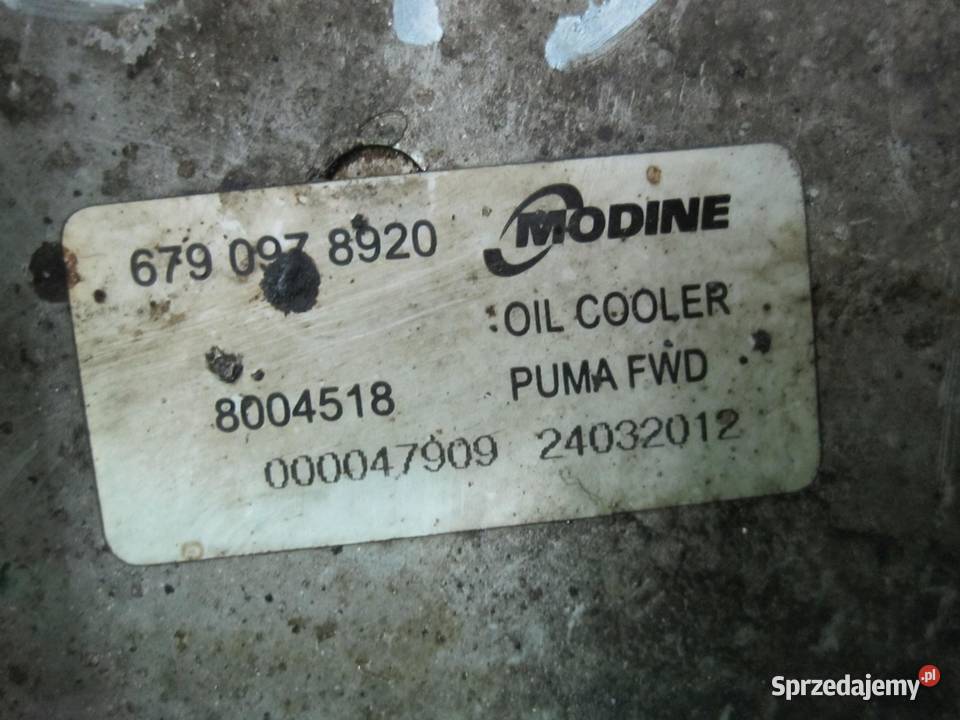 679 097 8920 MODINE
OIL COOLER
8004518 PUMA FWD
000047909 24032012
Sprzedajemy.pl